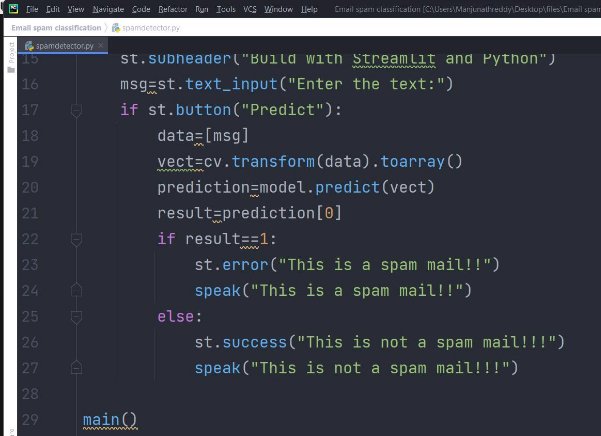 File Edit View Navigate Code Refactor Run Tools VCS Window Help Email spam classification [C:\Users\Manjunathreddy\Desktop\files\Email spam
Email spam classification spamdetector.py
Project
spamdetector.py
15 st.subheader("Build with Streamlit and Python")
16 msg=st.text_input("Enter the text:")
17 if st.button("Predict"):
18 data=[msg]
19 vect=cv.transform(data).toarray()
20 prediction=model.predict(vect)
21 result=prediction[0]
22 if result==1:
23 st.error("This is a spam mail!!")
24 speak("This is a spam mail!!")
25 else:
26 st.success("This is not a spam mail!!!")
27 speak("This is not a spam mail!!!")
28
29 main()